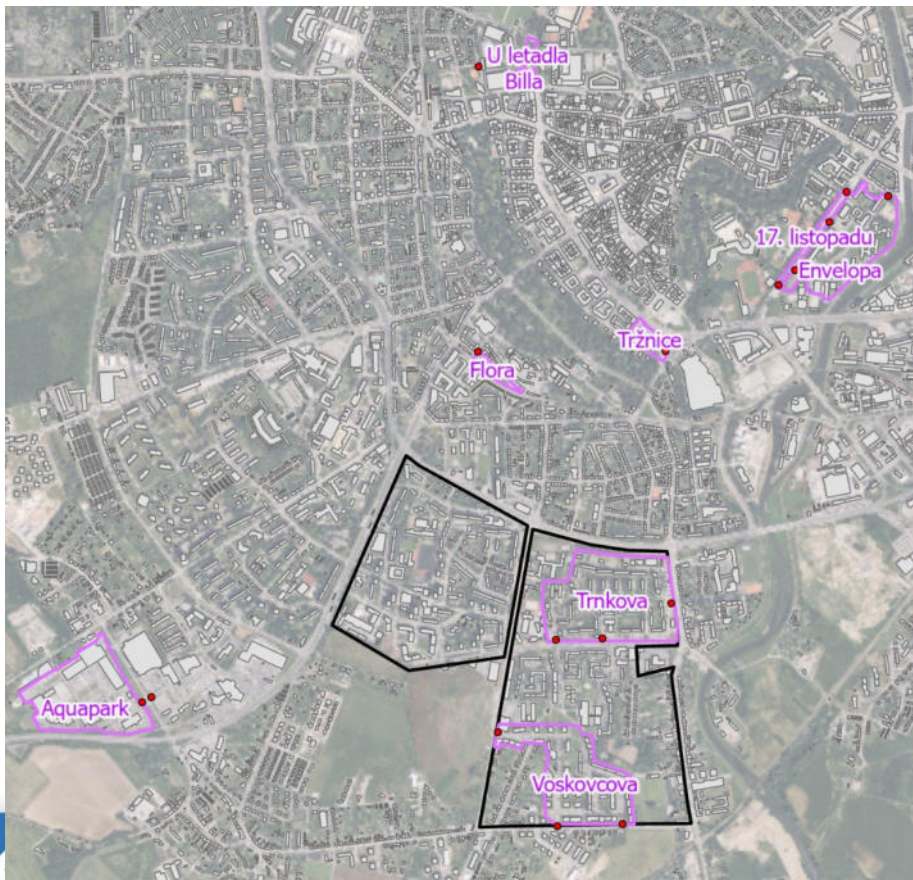 U letadla
Billa
17. listopadu
Envelopa
Tržnice
Flora
Trnkova
Aquapark
Voskovcova